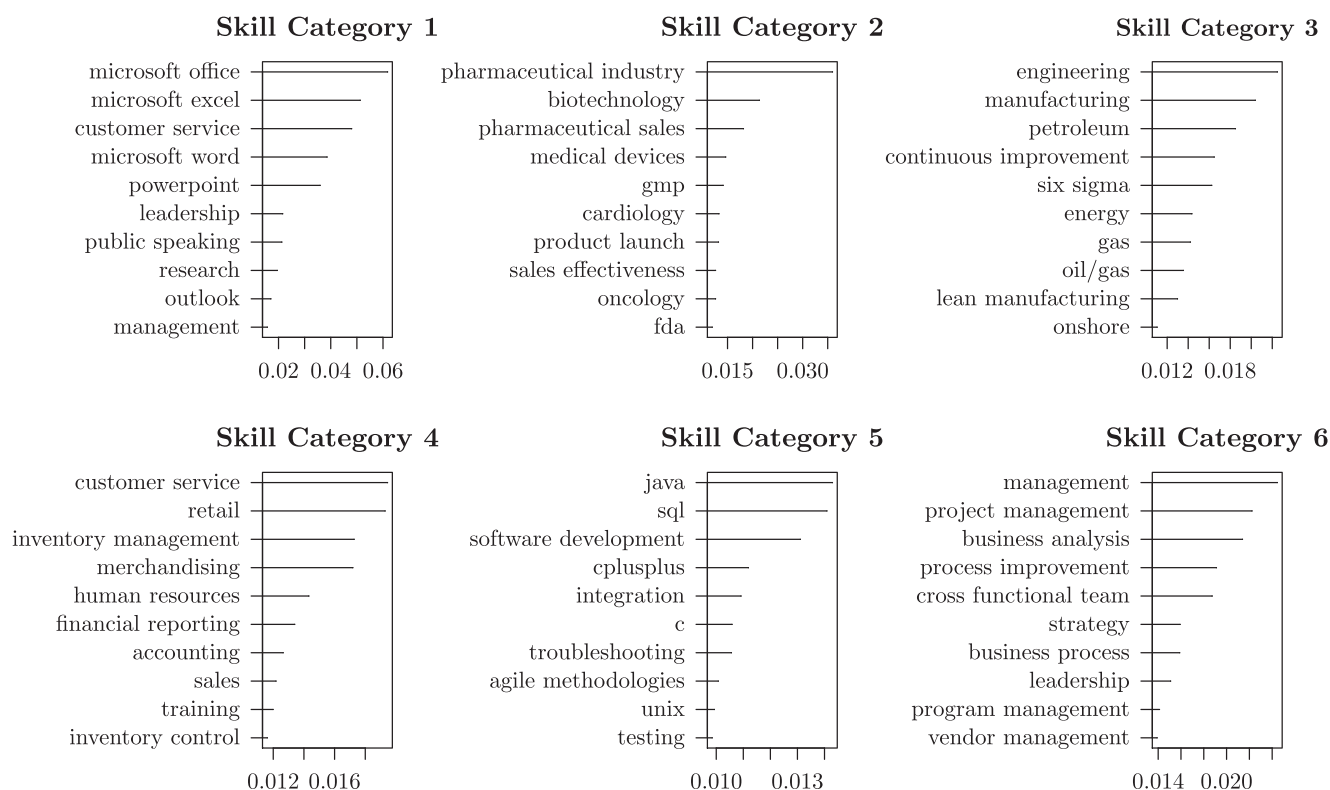 Skill Category 1
microsoft office
microsoft excel
customer service
microsoft word
powerpoint
leadership
public speaking
research
outlook
management
0.02 0.04 0.06
Skill Category 2
pharmaceutical industry
biotechnology
pharmaceutical sales
medical devices
gmp
cardiology
product launch
sales effectiveness
oncology
fda
0.015 0.030
Skill Category 3
engineering
manufacturing
petroleum
continuous improvement
six sigma
energy
gas
oil/gas
lean manufacturing
onshore
0.012 0.018
Skill Category 4
customer service
retail
inventory management
merchandising
human resources
financial reporting
accounting
sales
training
inventory control
0.012 0.016
Skill Category 5
java
sql
software development
cplusplus
integration
c
troubleshooting
agile methodologies
unix
testing
0.010 0.013
Skill Category 6
management
project management
business analysis
process improvement
cross functional team
strategy
business process
leadership
program management
vendor management
0.014 0.020